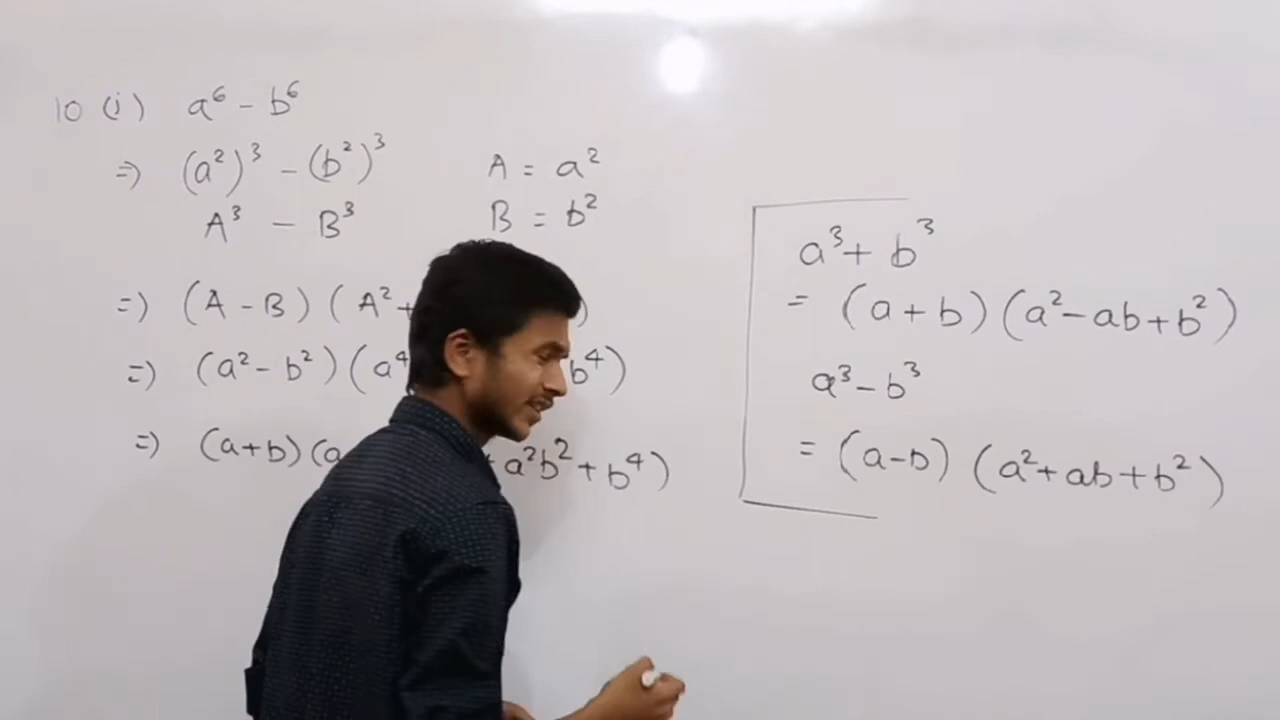 10 (i) a⁶ - b⁶
=) (a²)³ - (b²)³
A³ - B³
A = a²
B = b²
=) (A - B) (A² + )
=) (a² - b²) (a⁴ b⁴)
=) (a+b) (a a²b² + b⁴)
a³ + b³
= (a+b) (a² - ab + b²)
a³ - b³
= (a-b) (a² + ab + b²)